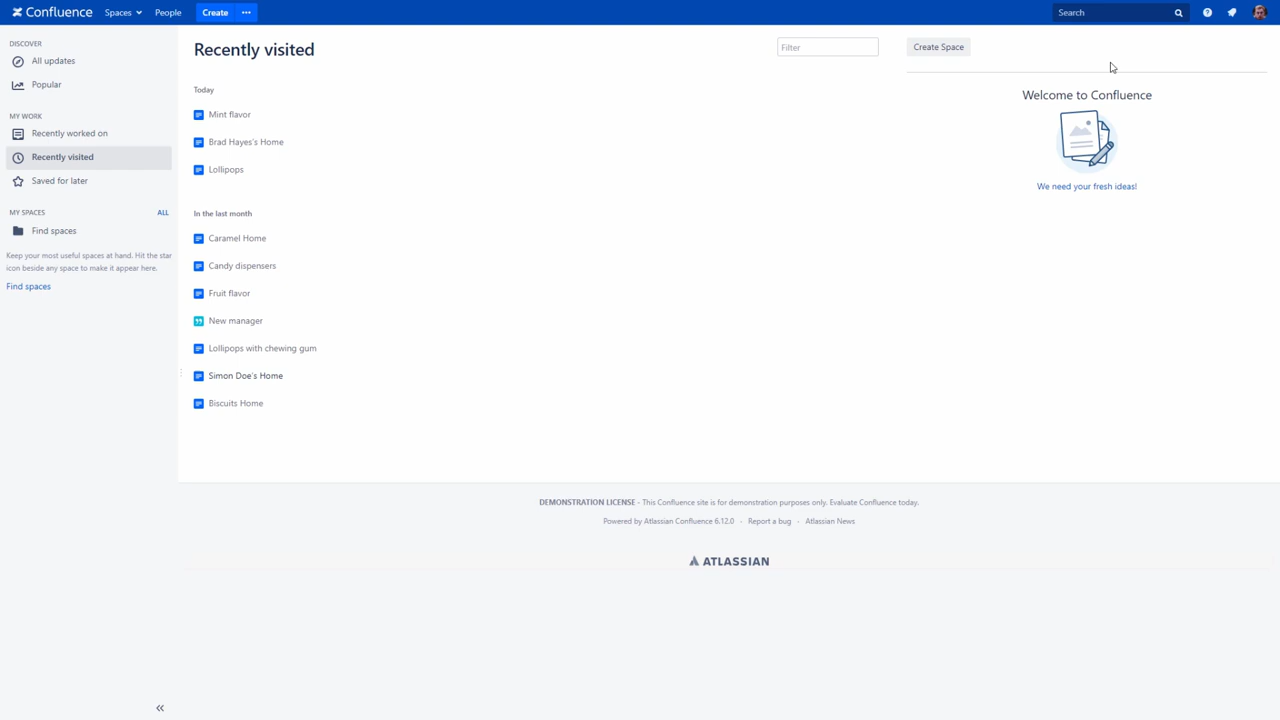 Confluence Spaces People Create ··· Search
DISCOVER
All updates
Popular
MY WORK
Recently worked on
Recently visited
Saved for later
MY SPACES ALL
Find spaces
Keep your most useful spaces at hand. Hit the star
icon beside any space to make it appear here.
Find spaces
Recently visited
Filter
Today
Mint flavor
Brad Hayes's Home
Lollipops
In the last month
Caramel Home
Candy dispensers
Fruit flavor
New manager
Lollipops with chewing gum
Simon Doe's Home
Biscuits Home
Create Space
Welcome to Confluence
We need your fresh ideas!
DEMONSTRATION LICENSE - This Confluence site is for demonstration purposes only. Evaluate Confluence today.
Powered by Atlassian Confluence 6.12.0 · Report a bug · Atlassian News
ATLASSIAN